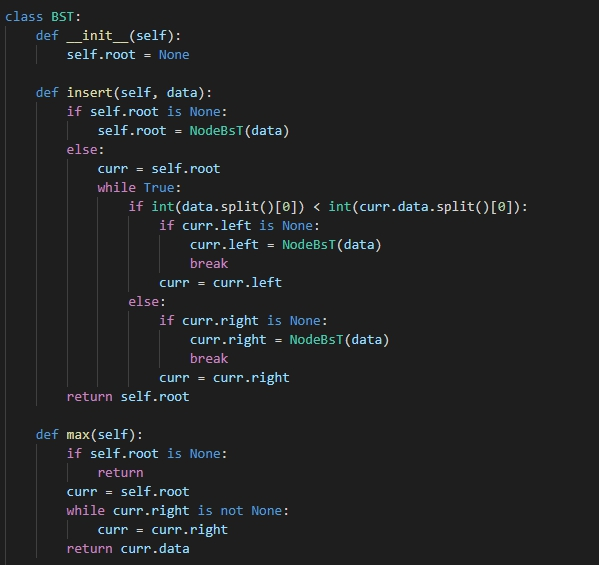 class BST:
    def __init__(self):
        self.root = None

    def insert(self, data):
        if self.root is None:
            self.root = NodeBsT(data)
        else:
            curr = self.root
            while True:
                if int(data.split()[0]) < int(curr.data.split()[0]):
                    if curr.left is None:
                        curr.left = NodeBsT(data)
                        break
                    curr = curr.left
                else:
                    if curr.right is None:
                        curr.right = NodeBsT(data)
                        break
                    curr = curr.right
        return self.root

    def max(self):
        if self.root is None:
            return
        curr = self.root
        while curr.right is not None:
            curr = curr.right
        return curr.data